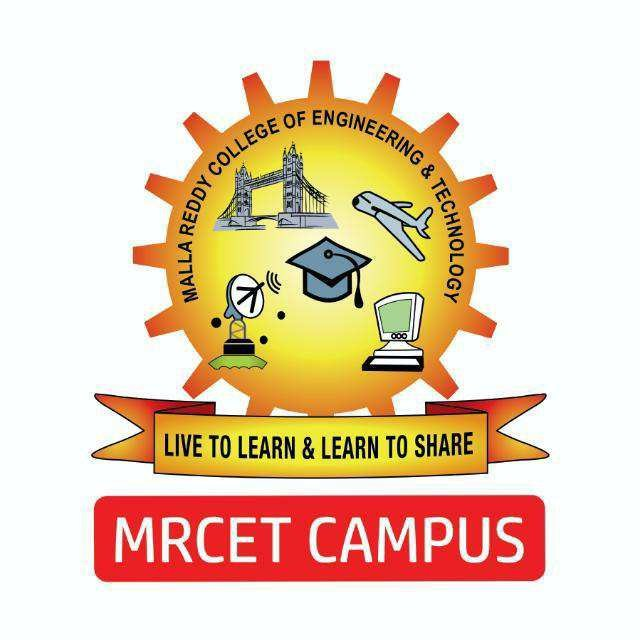 MALLA REDDY COLLEGE OF ENGINEERING & TECHNOLOGY
LIVE TO LEARN & LEARN TO SHARE
MRCET CAMPUS